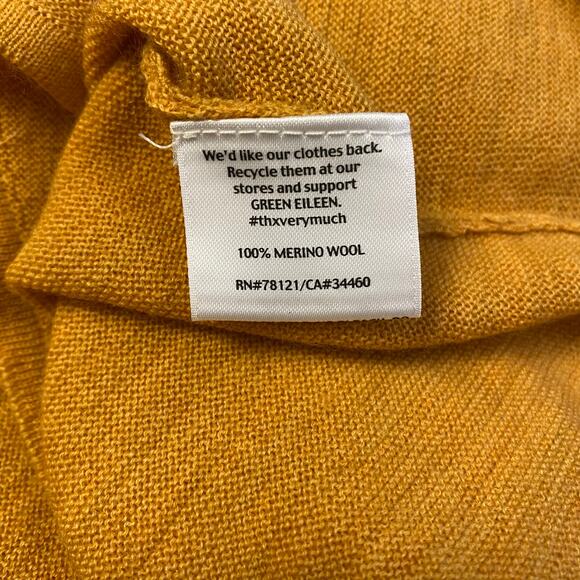 We'd like our clothes back.
Recycle them at our
stores and support
GREEN EILEEN.
#thxverymuch
100% MERINO WOOL
RN#78121/CA#34460